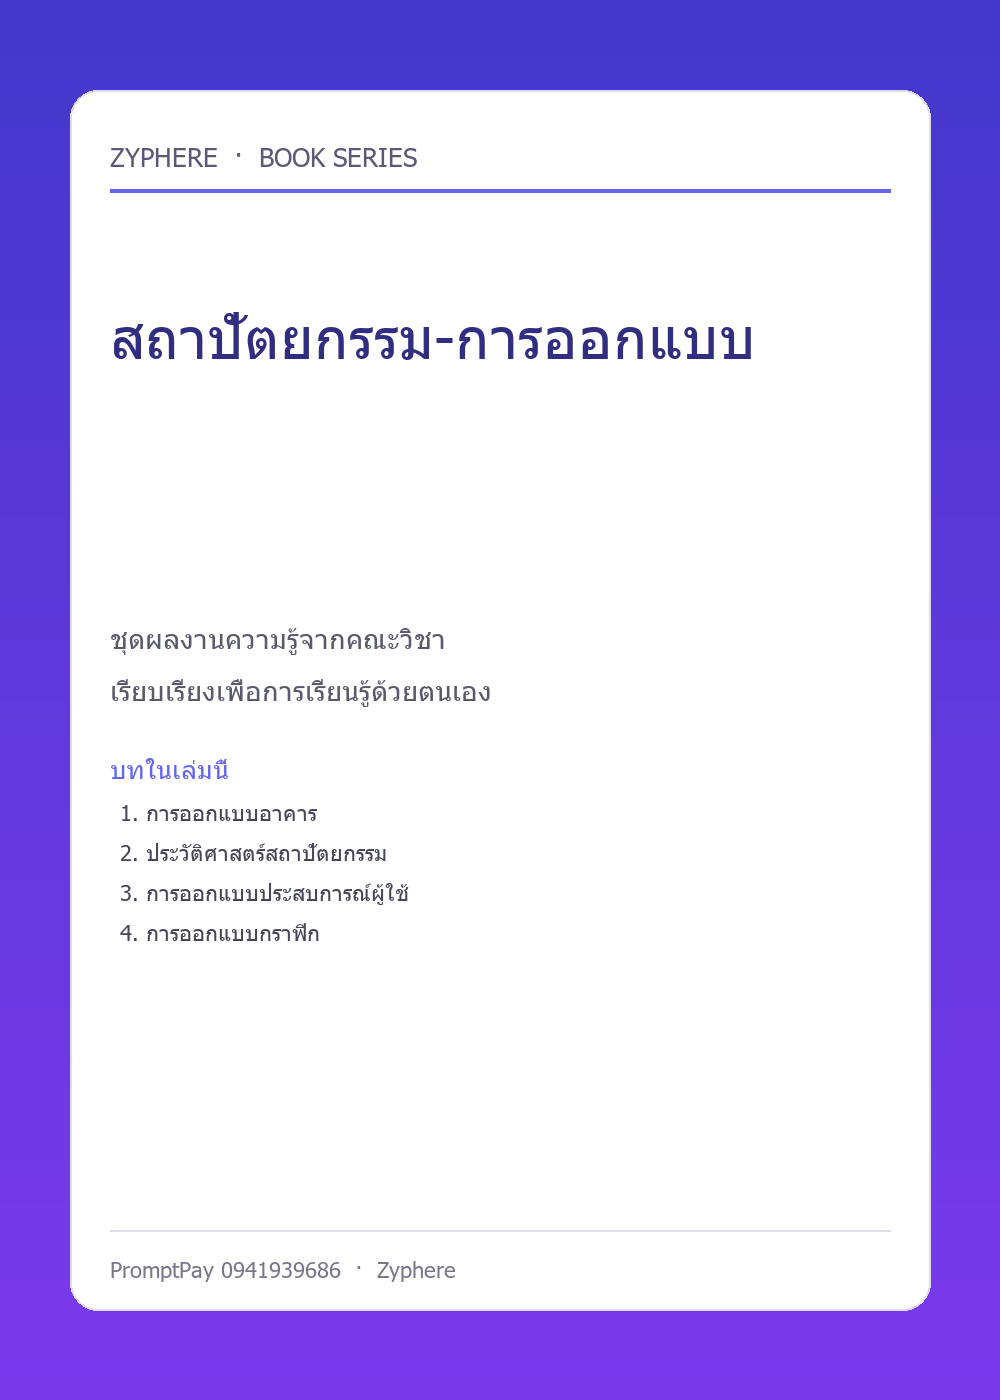 ZYPHERE · BOOK SERIES
สถาปัตยกรรม-การออกแบบ
ชุดผลงานความรู้จากคณะวิชา
เรียบเรียงเพื่อการเรียนรู้ด้วยตนเอง
บทในเล่มนี้
1. การออกแบบอาคาร
2. ประวัติศาสตร์สถาปัตยกรรม
3. การออกแบบประสบการณ์ผู้ใช้
4. การออกแบบกราฟิก
PromptPay 0941939686 · Zyphere